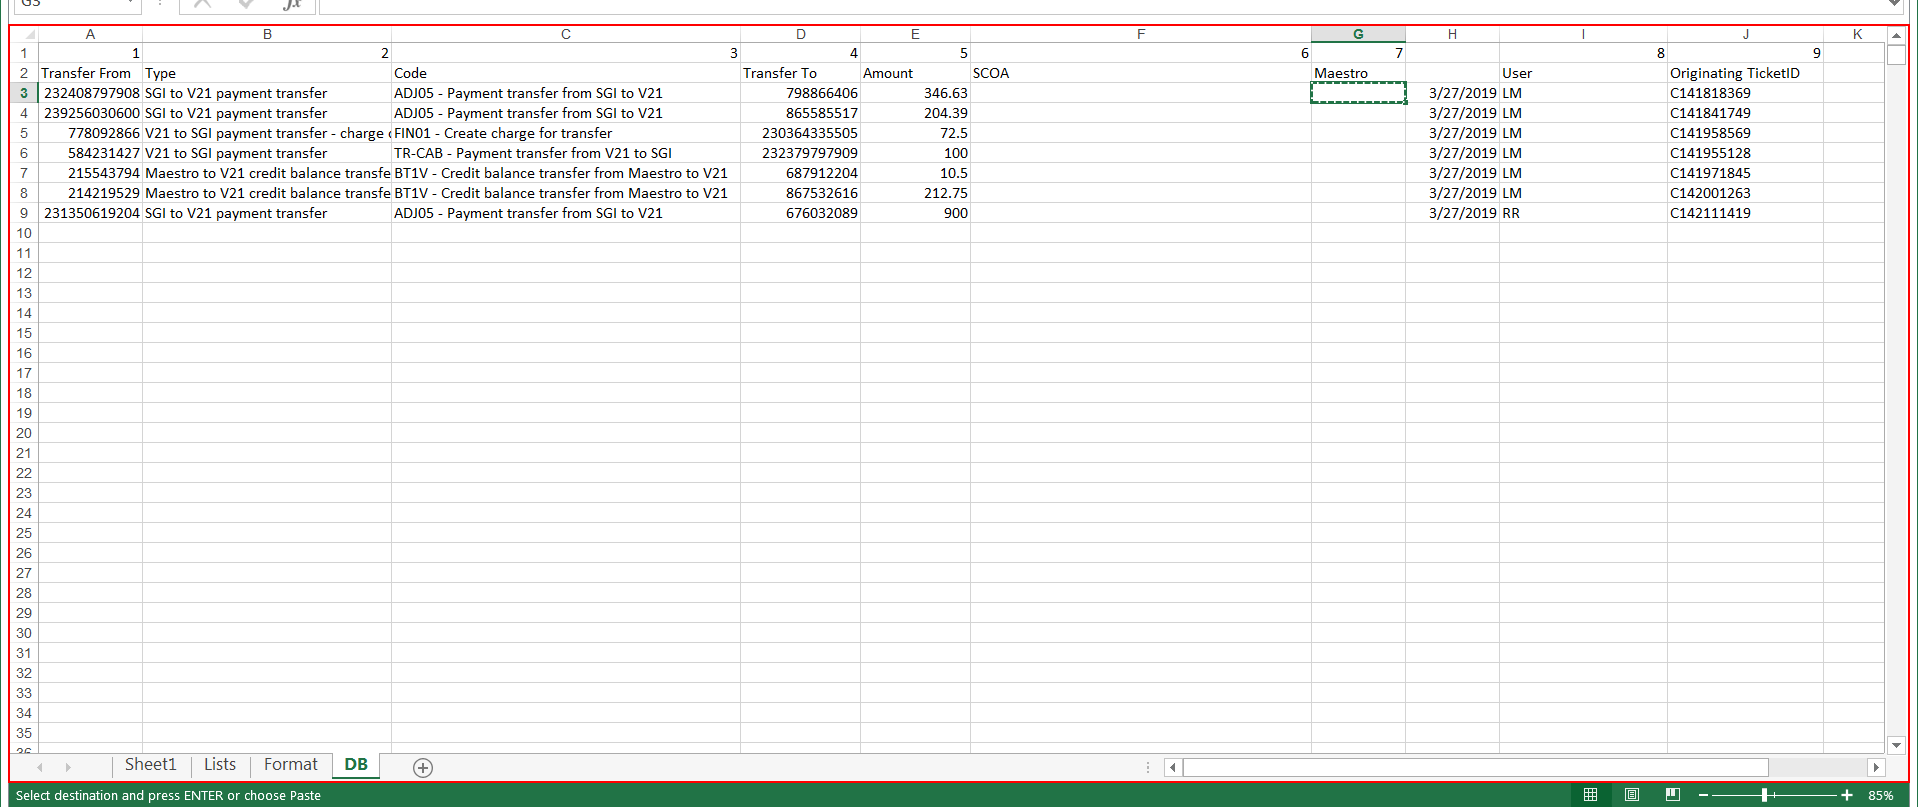 G3 fx
A B C D E F G H I J K
1 1 2 3 4 5 6 7 8 9
2 Transfer From Type Code Transfer To Amount SCOA Maestro User Originating TicketID
3 232408797908 SGI to V21 payment transfer ADJ05 - Payment transfer from SGI to V21 798866406 346.63 3/27/2019 LM C141818369
4 239256030600 SGI to V21 payment transfer ADJ05 - Payment transfer from SGI to V21 865585517 204.39 3/27/2019 LM C141841749
5 778092866 V21 to SGI payment transfer - charge FIN01 - Create charge for transfer 230364335505 72.5 3/27/2019 LM C141958569
6 584231427 V21 to SGI payment transfer TR-CAB - Payment transfer from V21 to SGI 232379797909 100 3/27/2019 LM C141955128
7 215543794 Maestro to V21 credit balance transfe BT1V - Credit balance transfer from Maestro to V21 687912204 10.5 3/27/2019 LM C141971845
8 214219529 Maestro to V21 credit balance transfe BT1V - Credit balance transfer from Maestro to V21 867532616 212.75 3/27/2019 LM C142001263
9 231350619204 SGI to V21 payment transfer ADJ05 - Payment transfer from SGI to V21 676032089 900 3/27/2019 RR C142111419
10
11
12
13
14
15
16
17
18
19
20
21
22
23
24
25
26
27
28
29
30
31
32
33
34
35
36
Sheet1 Lists Format DB
Select destination and press ENTER or choose Paste 85%